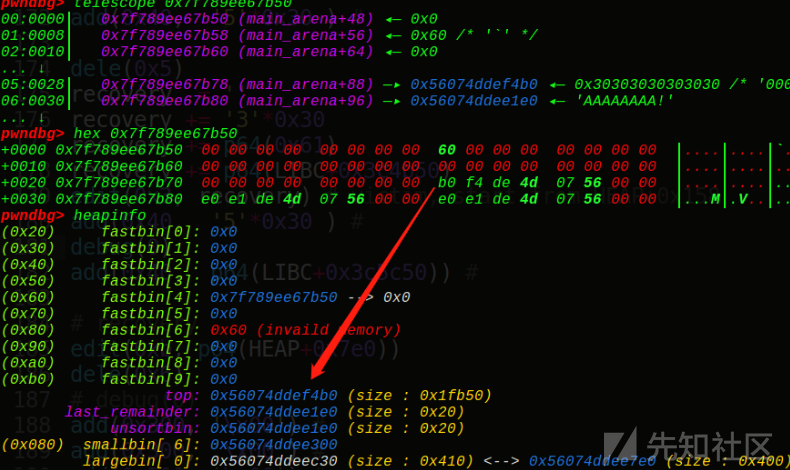 pwndbg> telescope 0x7f789ee67b50
00:0000│ 0x7f789ee67b50 (main_arena+48) ◂— 0x0
01:0008│ 0x7f789ee67b58 (main_arena+56) ◂— 0x60 /* '`' */
02:0010│ 0x7f789ee67b60 (main_arena+64) ◂— 0x0
... ↓
05:0028│ 0x7f789ee67b78 (main_arena+88) —▸ 0x56074ddef4b0 ◂— 0x30303030303030 /* '000
06:0030│ 0x7f789ee67b80 (main_arena+96) —▸ 0x56074ddee1e0 ◂— 'AAAAAAAA!'
... ↓
pwndbg> hex 0x7f789ee67b50
+0000 0x7f789ee67b50 00 00 00 00 00 00 00 00 60 00 00 00 00 00 00 00 │....│....│`...
+0010 0x7f789ee67b60 00 00 00 00 00 00 00 00 00 00 00 00 00 00 00 00 │....│....│....
+0020 0x7f789ee67b70 00 00 00 00 00 00 00 00 b0 f4 de 4d 07 56 00 00 │....│....│...
+0030 0x7f789ee67b80 e0 e1 de 4d 07 56 00 00 e0 e1 de 4d 07 56 00 00 │...M│.V..│...
pwndbg> heapinfo
(0x20) fastbin[0]: 0x0
(0x30) fastbin[1]: 0x0
(0x40) fastbin[2]: 0x0
(0x50) fastbin[3]: 0x0
(0x60) fastbin[4]: 0x7f789ee67b50 --> 0x0
(0x70) fastbin[5]: 0x0
(0x80) fastbin[6]: 0x60 (invaild memory)
(0x90) fastbin[7]: 0x0
(0xa0) fastbin[8]: 0x0
(0xb0) fastbin[9]: 0x0
top: 0x56074ddef4b0 (size : 0x1fb50)
last_remainder: 0x56074ddee1e0 (size : 0x20)
unsortbin: 0x56074ddee1e0 (size : 0x20)
(0x080) smallbin[ 6]: 0x56074ddee300
largebin[ 0]: 0x56074ddeec30 (size : 0x410) <--> 0x56074ddee7e0 (size : 0x400)
先知社区